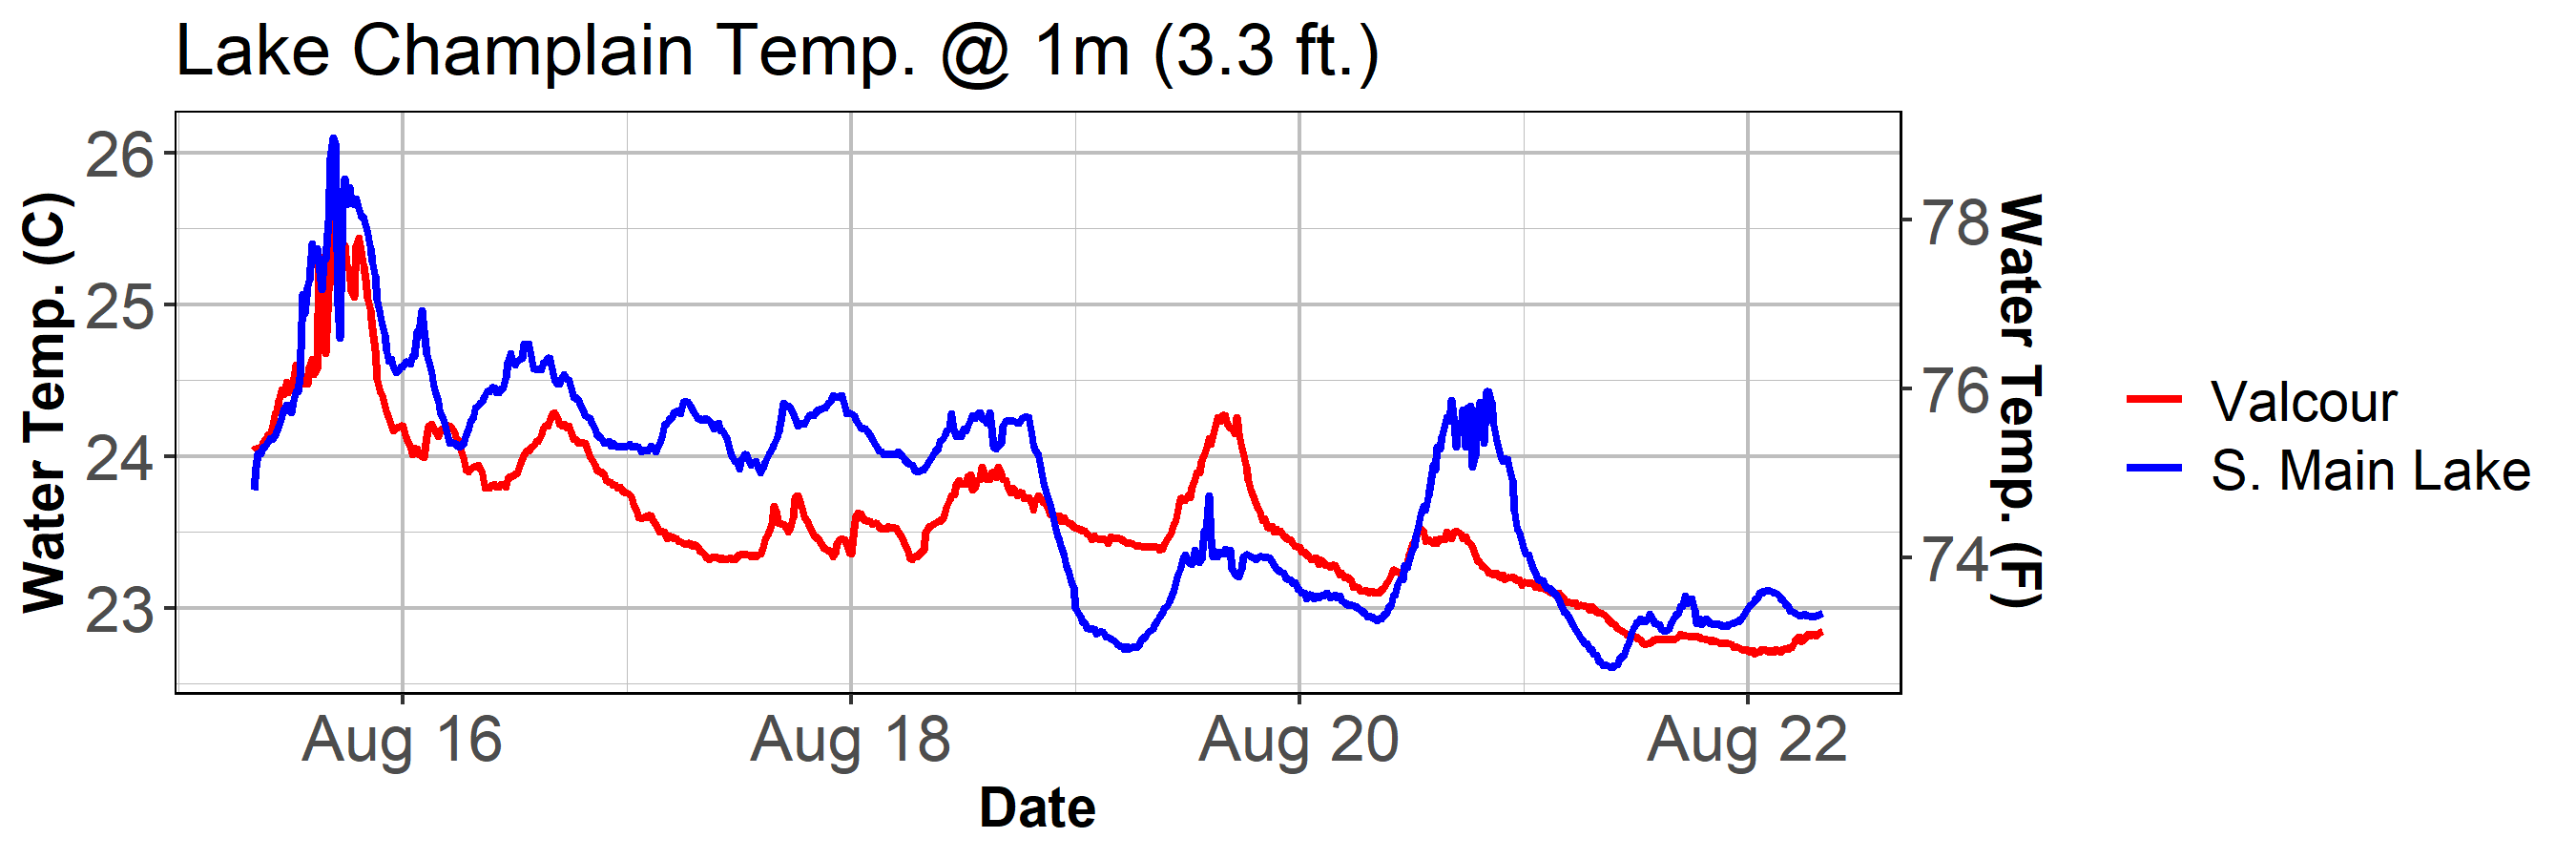 Lake Champlain Temp. @ 1m (3.3 ft.)
Water Temp. (C)
26
25
24
23
78
76
74
Water Temp. (F)
Aug 16
Aug 18
Aug 20
Aug 22
Date
Valcour
S. Main Lake